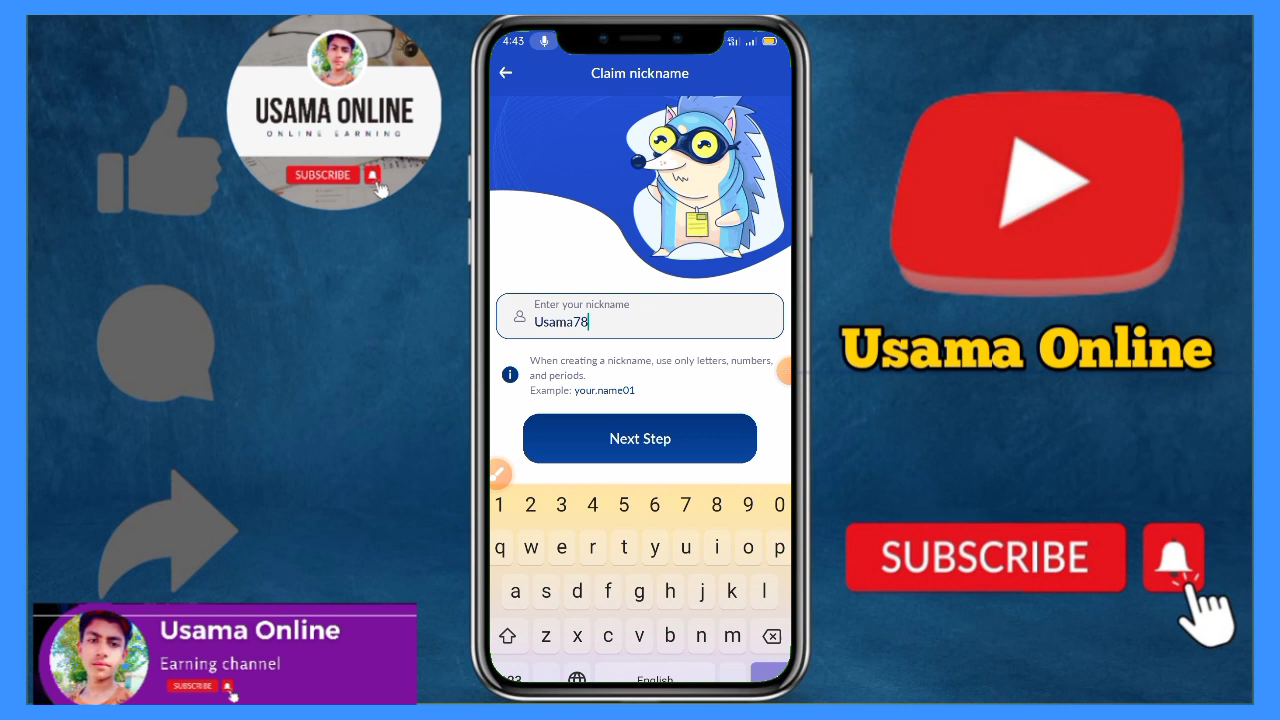 USAMA ONLINE
ONLINE EARNING
SUBSCRIBE
4:43
Claim nickname
Enter your nickname
Usama78
When creating a nickname, use only letters, numbers,
and periods.
Example: your.name01
Next Step
1 2 3 4 5 6 7 8 9 0
q w e r t y u i o p
a s d f g h j k l
z x c v b n m
English
Usama Online
SUBSCRIBE
Usama Online
Earning channel
SUBSCRIBE